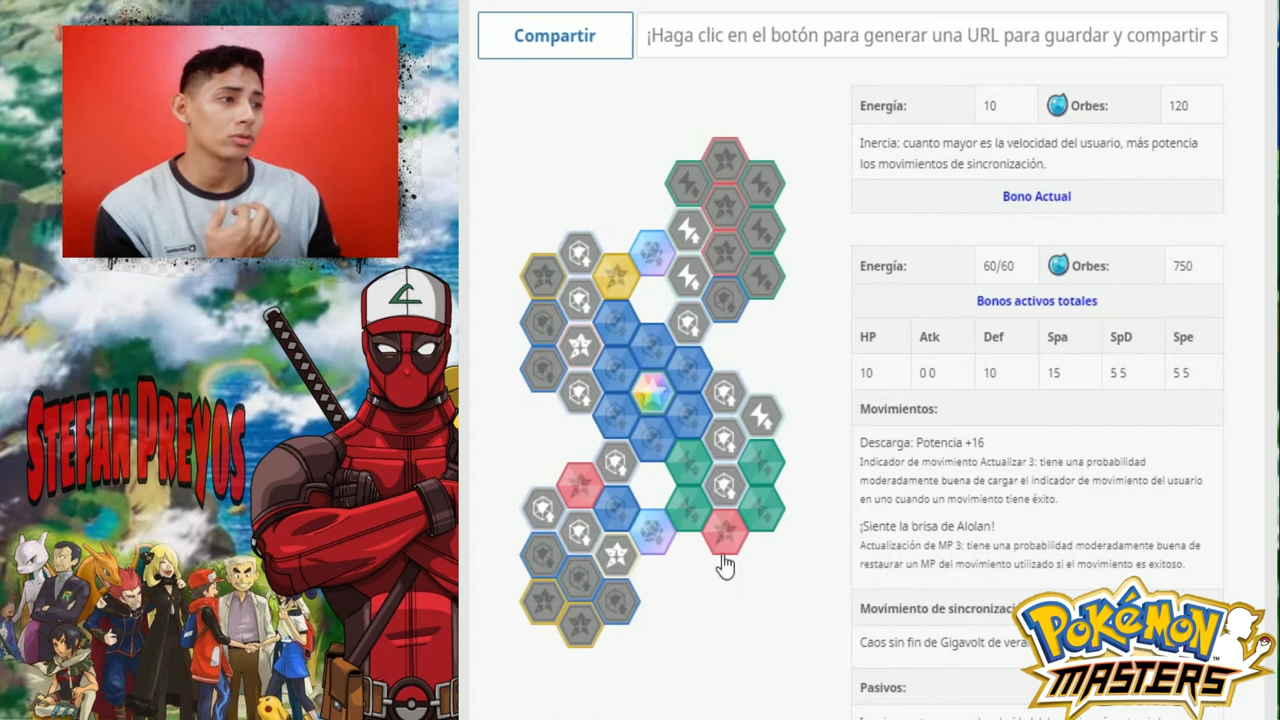 Compartir
¡Haga clic en el botón para generar una URL para guardar y compartir s
Energía: 10 Orbes: 120
Inercia: cuanto mayor es la velocidad del usuario, más potencia
los movimientos de sincronización.
Bono Actual
Energía: 60/60 Orbes: 750
Bonos activos totales
HP Atk Def Spa SpD Spe
10 0 0 10 15 5 5 5 5
Movimientos:
Descarga: Potencia +16
Indicador de movimiento Actualizar 3: tiene una probabilidad
moderadamente buena de cargar el indicador de movimiento del usuario
en uno cuando un movimiento tiene éxito.
¡Siente la brisa de Alolan!
Actualización de MP 3: tiene una probabilidad moderadamente buena de
restaurar un MP del movimiento utilizado si el movimiento es exitoso.
Movimiento de sincronizaci
Caos sin fin de Gigavolt de vera
Pasivos:
STEFAN PREYOS
POKéMON
MASTERS